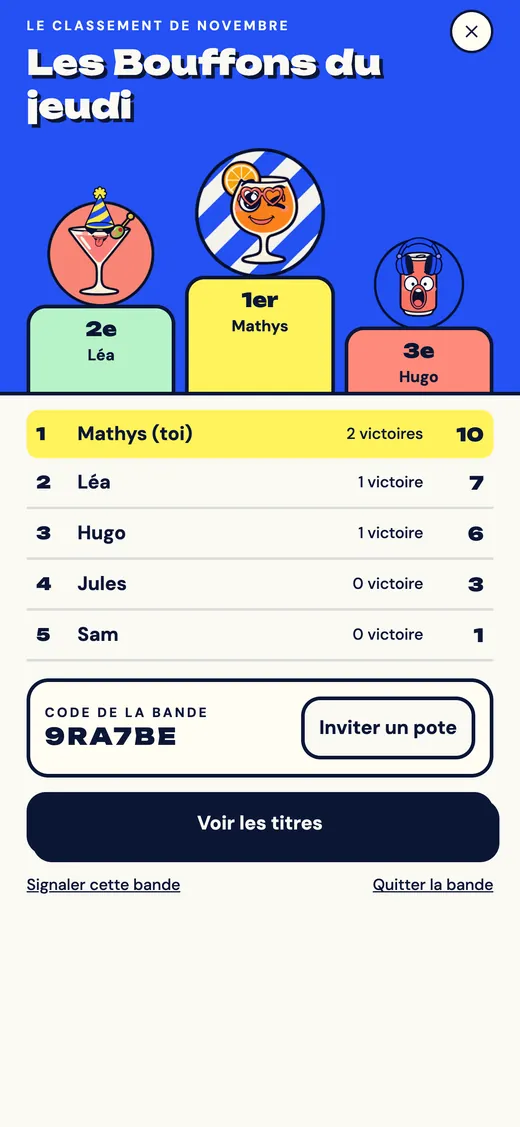 LE CLASSEMENT DE NOVEMBRE
Les Bouffons du
jeudi
1er
Mathys
2e
Léa
3e
Hugo
1 Mathys (toi) 2 victoires 10
2 Léa 1 victoire 7
3 Hugo 1 victoire 6
4 Jules 0 victoire 3
5 Sam 0 victoire 1
CODE DE LA BANDE
9RA7BE
Inviter un pote
Voir les titres
Signaler cette bande
Quitter la bande